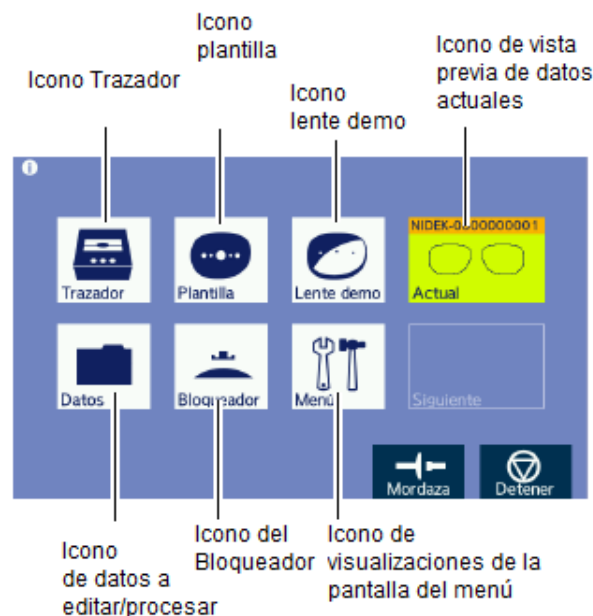 Icono
plantilla
Icono de vista
previa de datos
actuales
Icono Trazador
Icono
lente demo
NIDEK-0000000001
Trazador
Plantilla
Lente demo
Actual
Datos
Bloqueador
Menú
Siguiente
Mordaza
Detener
Icono
de datos a
editar/procesar
Icono del
Bloqueador
Icono de
visualizaciones de la
pantalla del menú